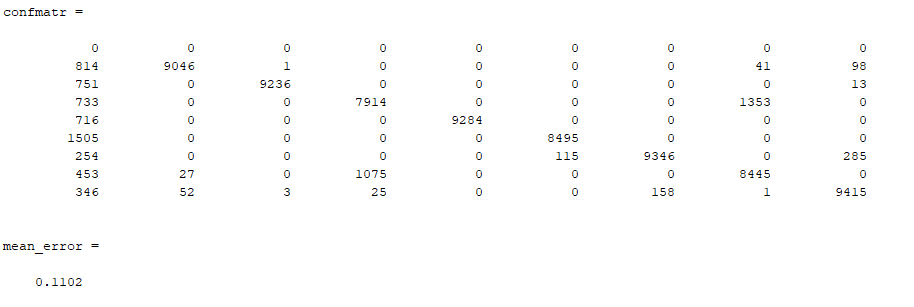 confmatr =
0 0 0 0 0 0 0 0 0
814 9046 1 0 0 0 0 41 98
751 0 9236 0 0 0 0 0 13
733 0 0 7914 0 0 0 1353 0
716 0 0 0 9284 0 0 0 0
1505 0 0 0 0 8495 0 0 0
254 0 0 0 0 115 9346 0 285
453 27 0 1075 0 0 0 8445 0
346 52 3 25 0 0 158 1 9415
mean_error =
0.1102